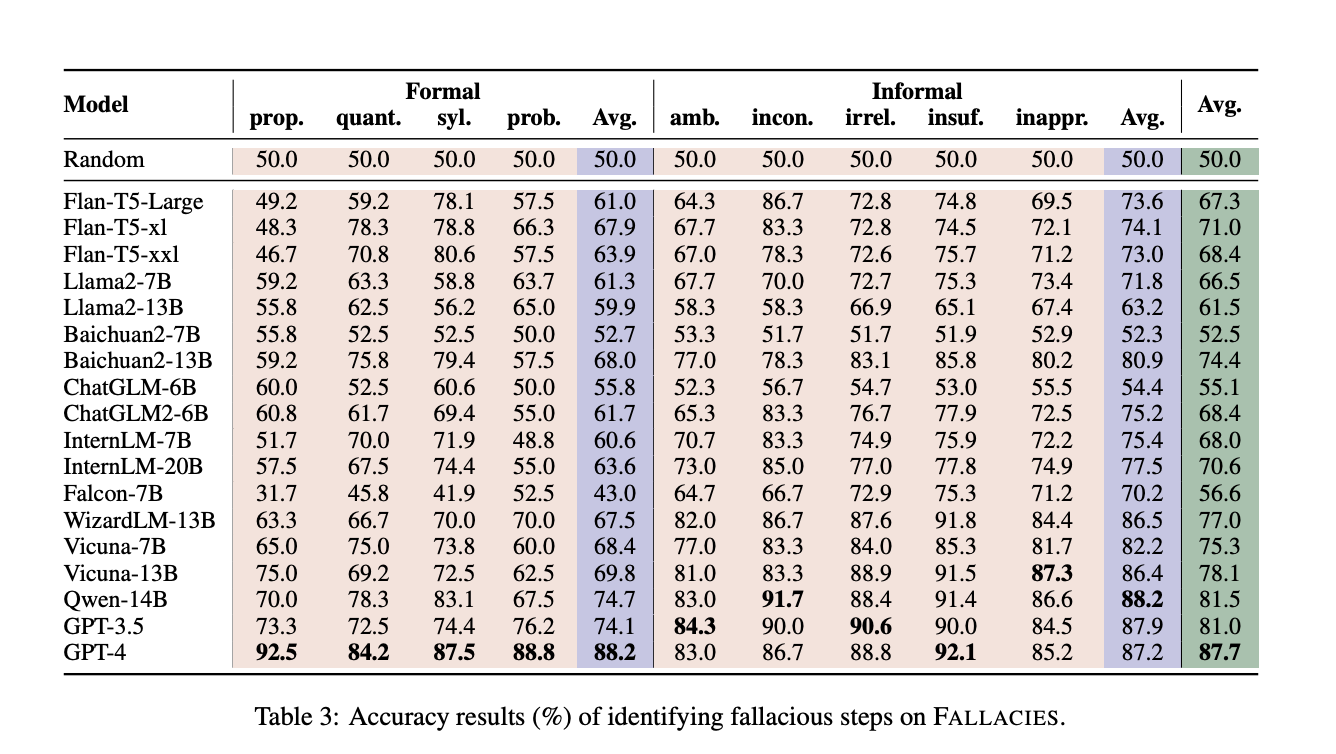 Formal Informal
Model Avg.
prop. quant. syl. prob. Avg. amb. incon. irrel. insuf. inappr. Avg.
Random 50.0 50.0 50.0 50.0 50.0 50.0 50.0 50.0 50.0 50.0 50.0 50.0
Flan-T5-Large 49.2 59.2 78.1 57.5 61.0 64.3 86.7 72.8 74.8 69.5 73.6 67.3
Flan-T5-xl 48.3 78.3 78.8 66.3 67.9 67.7 83.3 72.8 74.5 72.1 74.1 71.0
Flan-T5-xxl 46.7 70.8 80.6 57.5 63.9 67.0 78.3 72.6 75.7 71.2 73.0 68.4
Llama2-7B 59.2 63.3 58.8 63.7 61.3 67.7 70.0 72.7 75.3 73.4 71.8 66.5
Llama2-13B 55.8 62.5 56.2 65.0 59.9 58.3 58.3 66.9 65.1 67.4 63.2 61.5
Baichuan2-7B 55.8 52.5 52.5 50.0 52.7 53.3 51.7 51.7 51.9 52.9 52.3 52.5
Baichuan2-13B 59.2 75.8 79.4 57.5 68.0 77.0 78.3 83.1 85.8 80.2 80.9 74.4
ChatGLM-6B 60.0 52.5 60.6 50.0 55.8 52.3 56.7 54.7 53.0 55.5 54.4 55.1
ChatGLM2-6B 60.8 61.7 69.4 55.0 61.7 65.3 83.3 76.7 77.9 72.5 75.2 68.4
InternLM-7B 51.7 70.0 71.9 48.8 60.6 70.7 83.3 74.9 75.9 72.2 75.4 68.0
InternLM-20B 57.5 67.5 74.4 55.0 63.6 73.0 85.0 77.0 77.8 74.9 77.5 70.6
Falcon-7B 31.7 45.8 41.9 52.5 43.0 64.7 66.7 72.9 75.3 71.2 70.2 56.6
WizardLM-13B 63.3 66.7 70.0 70.0 67.5 82.0 86.7 87.6 91.8 84.4 86.5 77.0
Vicuna-7B 65.0 75.0 73.8 60.0 68.4 77.0 83.3 84.0 85.3 81.7 82.2 75.3
Vicuna-13B 75.0 69.2 72.5 62.5 69.8 81.0 83.3 88.9 91.5 87.3 86.4 78.1
Qwen-14B 70.0 78.3 83.1 67.5 74.7 83.0 91.7 88.4 91.4 86.6 88.2 81.5
GPT-3.5 73.3 72.5 74.4 76.2 74.1 84.3 90.0 90.6 90.0 84.5 87.9 81.0
GPT-4 92.5 84.2 87.5 88.8 88.2 83.0 86.7 88.8 92.1 85.2 87.2 87.7
Table 3: Accuracy results (%) of identifying fallacious steps on FALLACIES.